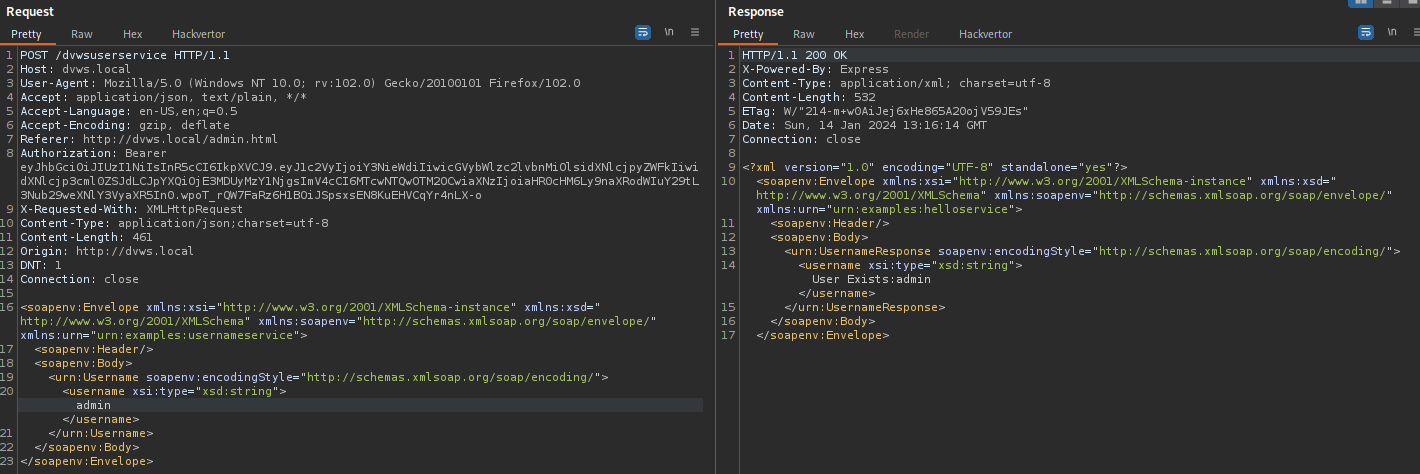 Request
Pretty Raw Hex Hackvertor
\n
1 POST /dvwsuserservice HTTP/1.1
2 Host: dvws.local
3 User-Agent: Mozilla/5.0 (Windows NT 10.0; rv:102.0) Gecko/20100101 Firefox/102.0
4 Accept: application/json, text/plain, */*
5 Accept-Language: en-US,en;q=0.5
6 Accept-Encoding: gzip, deflate
7 Referer: http://dvws.local/admin.html
8 Authorization: Bearer
9 X-Requested-With: XMLHttpRequest
10 Content-Type: application/json;charset=utf-8
11 Content-Length: 461
12 Origin: http://dvws.local
13 DNT: 1
14 Connection: close
15
16 <soapenv:Envelope xmlns:xsi="http://www.w3.org/2001/XMLSchema-instance" xmlns:xsd="
http://www.w3.org/2001/XMLSchema" xmlns:soapenv="http://schemas.xmlsoap.org/soap/envelope/"
xmlns:urn="urn:examples:usernameservice">
17 <soapenv:Header/>
18 <soapenv:Body>
19 <urn:Username soapenv:encodingStyle="http://schemas.xmlsoap.org/soap/encoding/">
20 <username xsi:type="xsd:string">
admin
</username>
21 </urn:Username>
22 </soapenv:Body>
23 </soapenv:Envelope>
Response
Pretty Raw Hex Render Hackvertor
\n
1 HTTP/1.1 200 OK
2 X-Powered-By: Express
3 Content-Type: application/xml; charset=utf-8
4 Content-Length: 532
5 ETag: W/"214-m+wOAiJej6xHe865A20ojV59JEs"
6 Date: Sun, 14 Jan 2024 13:16:14 GMT
7 Connection: close
8
9 <?xml version="1.0" encoding="UTF-8" standalone="yes"?>
10 <soapenv:Envelope xmlns:xsi="http://www.w3.org/2001/XMLSchema-instance" xmlns:xsd="
http://www.w3.org/2001/XMLSchema" xmlns:soapenv="http://schemas.xmlsoap.org/soap/envelope/"
xmlns:urn="urn:examples:helloservice">
11 <soapenv:Header/>
12 <soapenv:Body>
13 <urn:UsernameResponse soapenv:encodingStyle="http://schemas.xmlsoap.org/soap/encoding/">
14 <username xsi:type="xsd:string">
User Exists:admin
</username>
15 </urn:UsernameResponse>
16 </soapenv:Body>
17 </soapenv:Envelope>